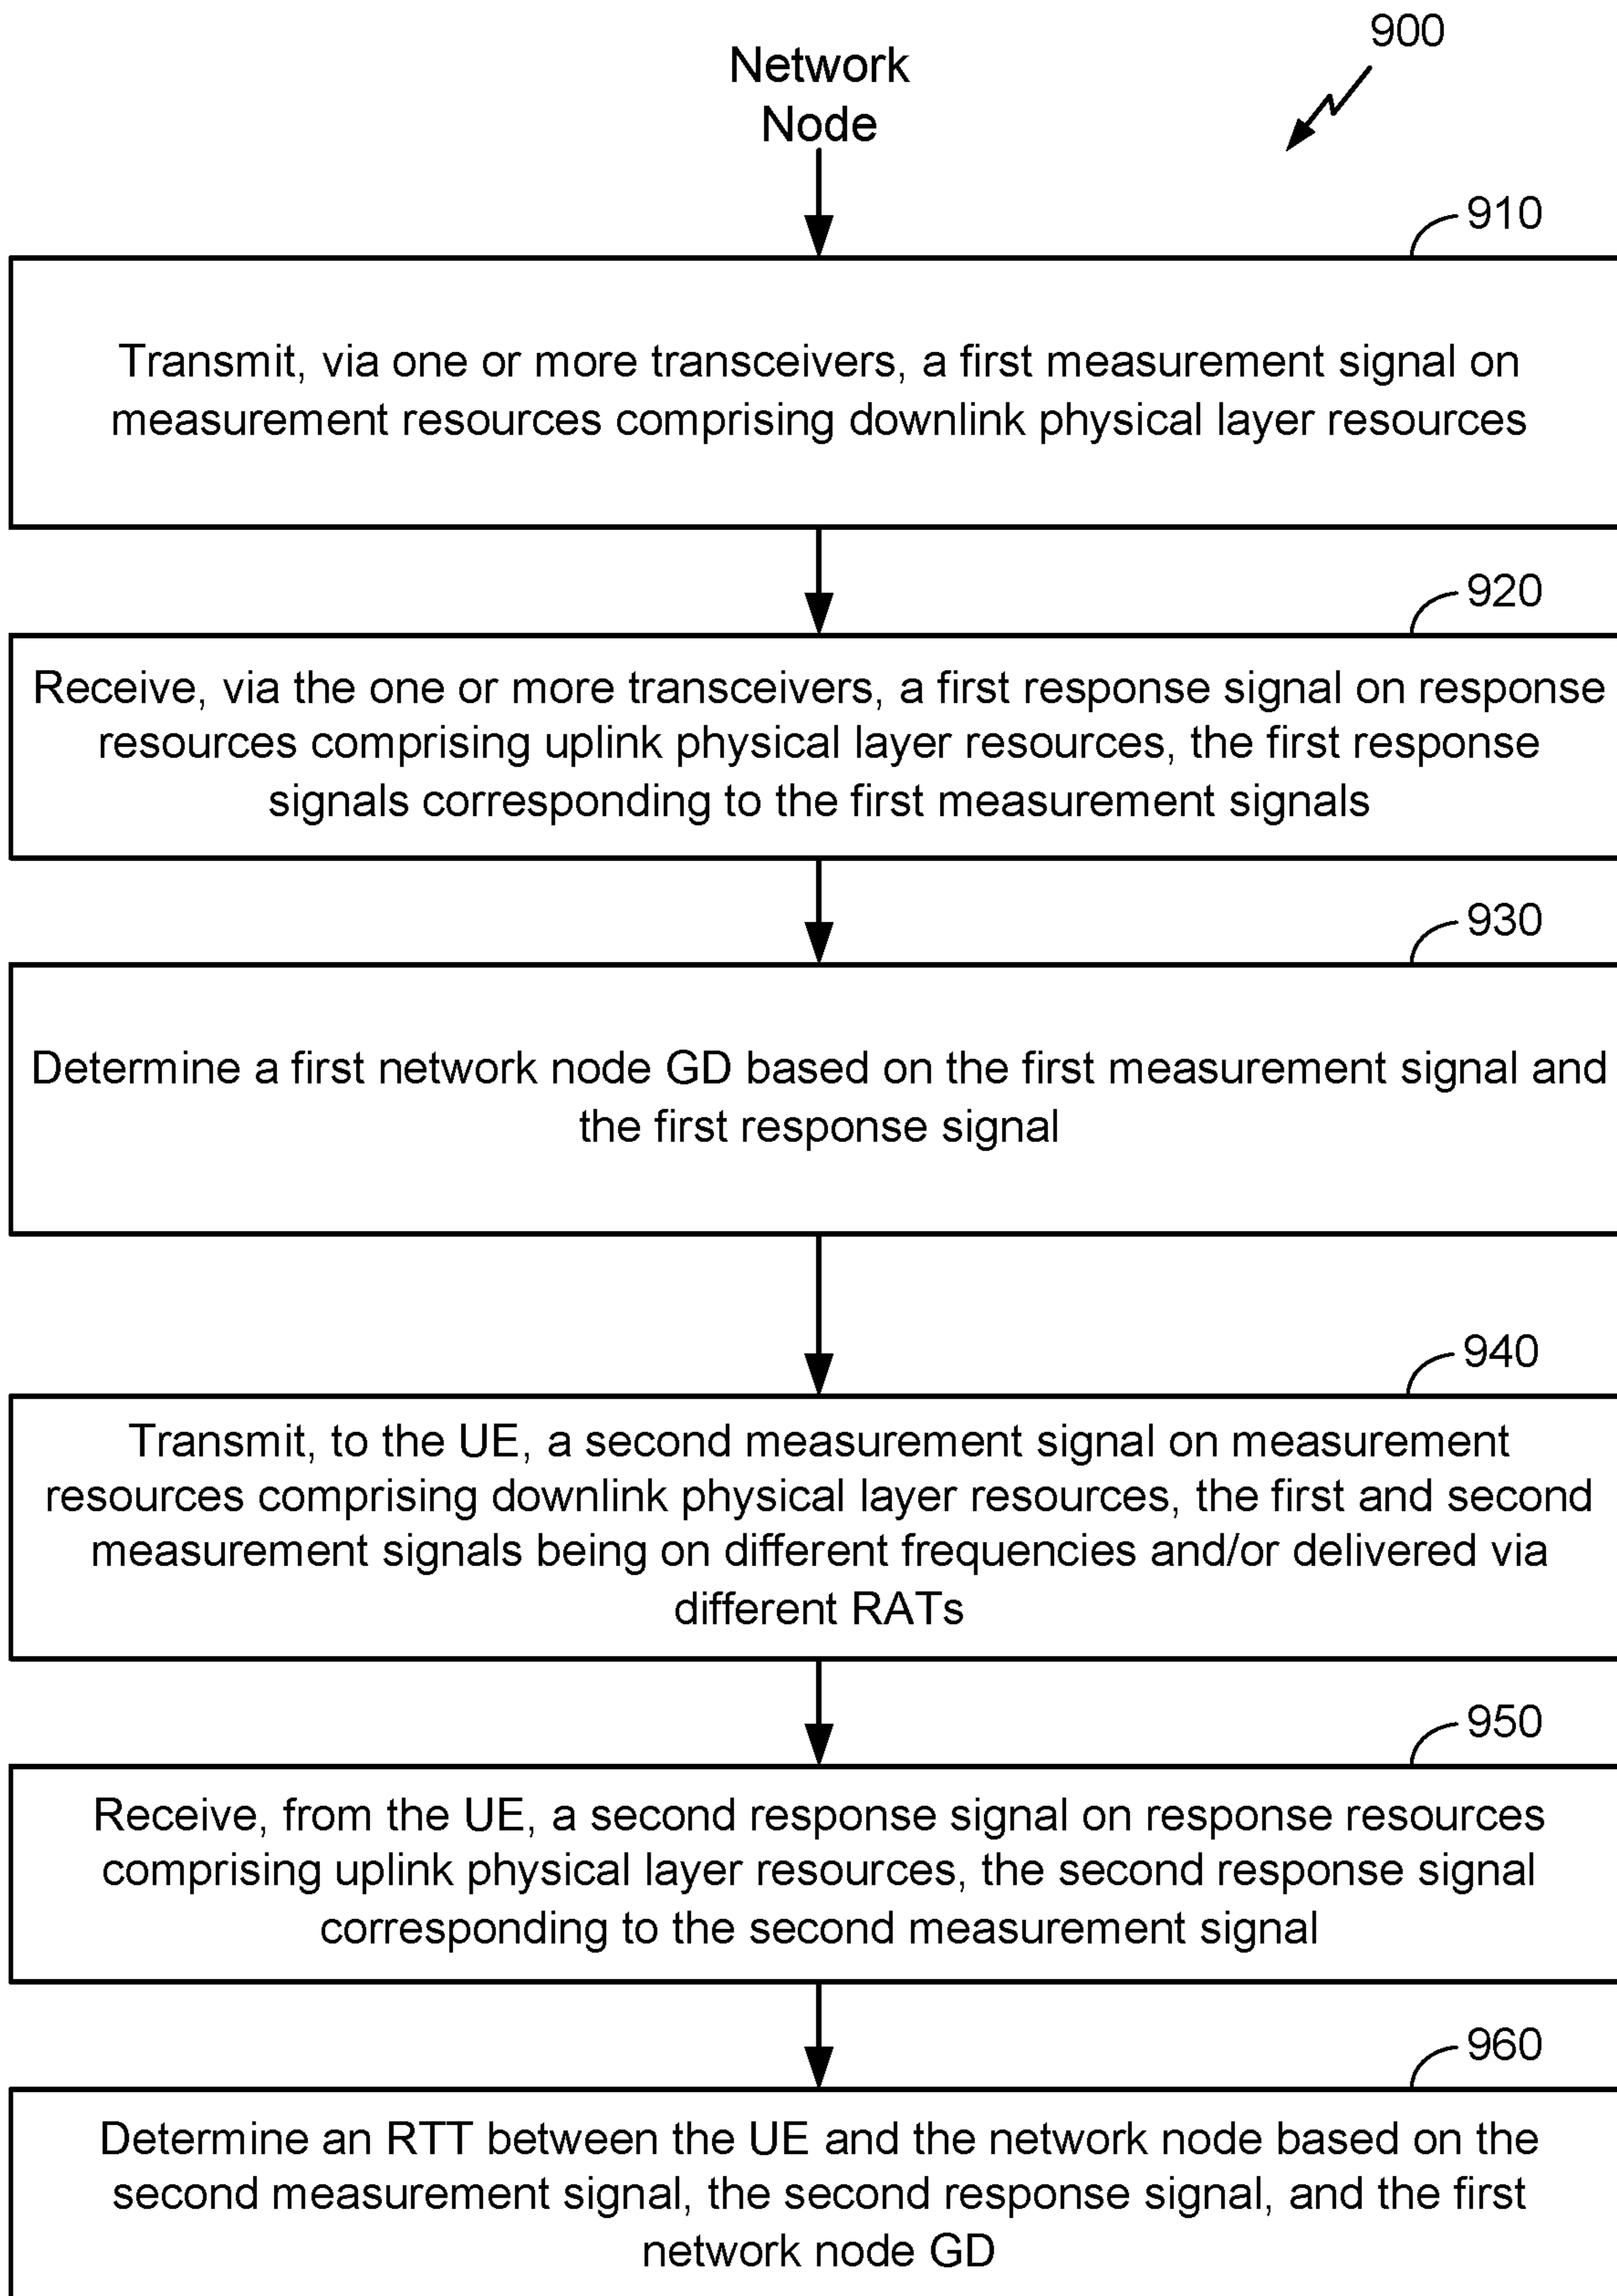 900
Network
Node
910
Transmit, via one or more transceivers, a first measurement signal on
measurement resources comprising downlink physical layer resources
920
Receive, via the one or more transceivers, a first response signal on response
resources comprising uplink physical layer resources, the first response
signals corresponding to the first measurement signals
930
Determine a first network node GD based on the first measurement signal and
the first response signal
940
Transmit, to the UE, a second measurement signal on measurement
resources comprising downlink physical layer resources, the first and second
measurement signals being on different frequencies and/or delivered via
different RATs
950
Receive, from the UE, a second response signal on response resources
comprising uplink physical layer resources, the second response signal
corresponding to the second measurement signal
960
Determine an RTT between the UE and the network node based on the
second measurement signal, the second response signal, and the first
network node GD